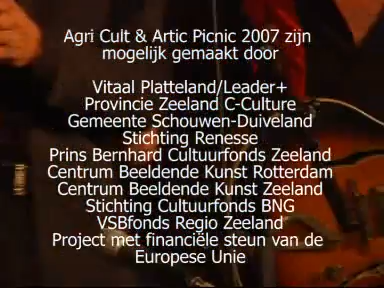 Agri Cult & Artic Picnic 2007 zijn
mogelijk gemaakt door
Vitaal Platteland/Leader+
Provincie Zeeland C-Culture
Gemeente Schouwen-Duiveland
Stichting Renesse
Prins Bernhard Cultuurfonds Zeeland
Centrum Beeldende Kunst Rotterdam
Centrum Beeldende Kunst Zeeland
Stichting Cultuurfonds BNG
VSBfonds Regio Zeeland
Project met financiële steun van de
Europese Unie